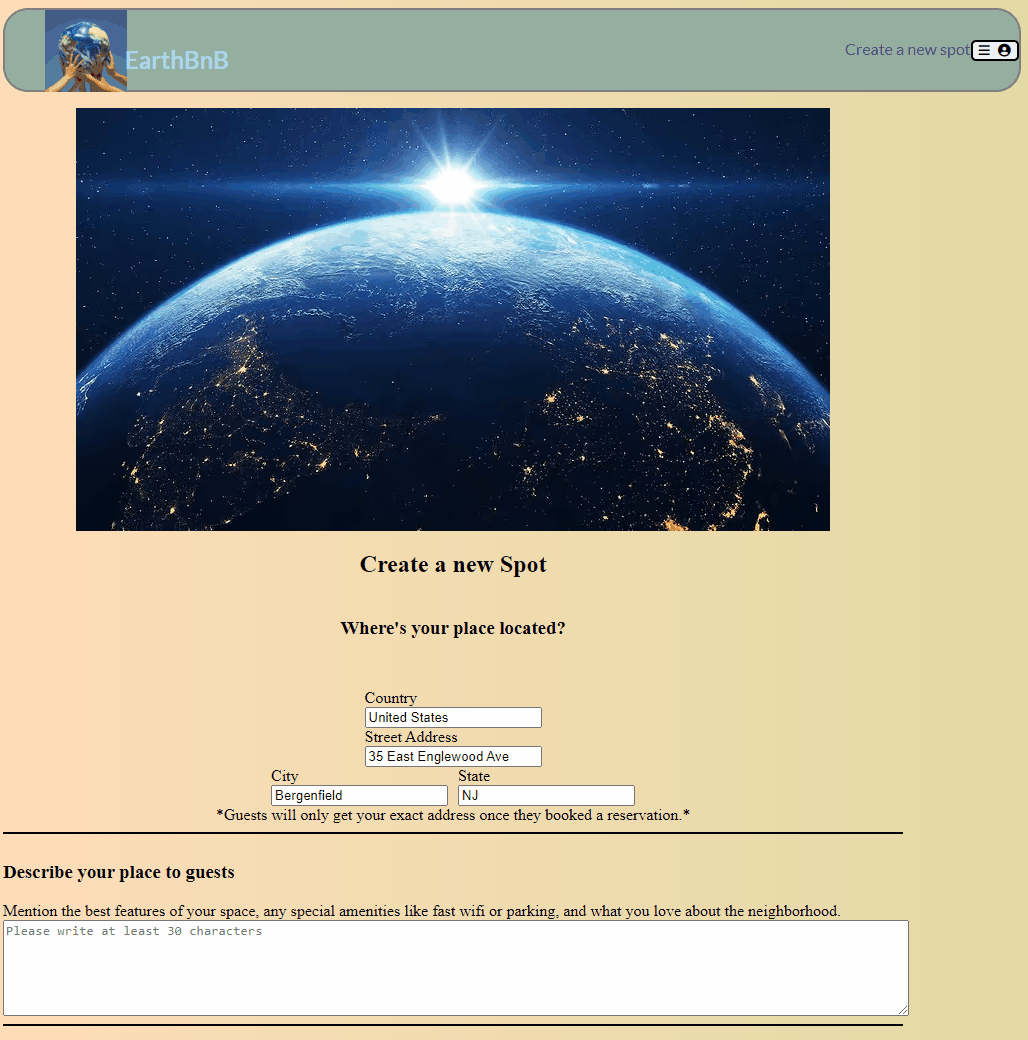 EarthBnB
Create a new spot
Create a new Spot
Where's your place located?
Country
United States
Street Address
35 East Englewood Ave
City State
Bergenfield NJ
*Guests will only get your exact address once they booked a reservation.*
Describe your place to guests
Mention the best features of your space, any special amenities like fast wifi or parking, and what you love about the neighborhood.
Please write at least 30 characters